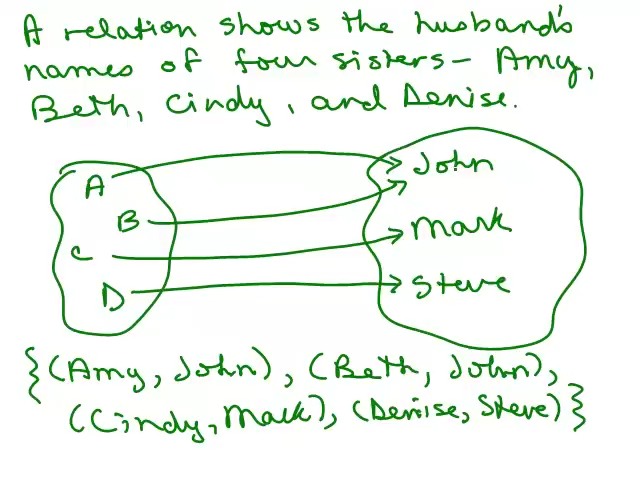 A relation shows the husband's
names of four sisters – Amy,
Beth, Cindy, and Denise.
A
John
B
C
Mark
D
Steve
{(Amy, John), (Beth, John),
(Cindy, Mark), (Denise, Steve)}